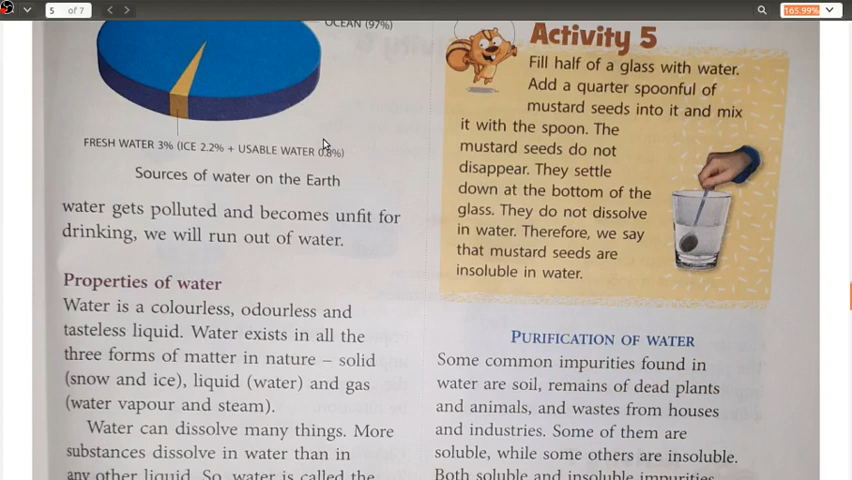 5 of 7
165.99%
OCEAN (97%)
FRESH WATER 3% (ICE 2.2% + USABLE WATER 0.8%)
Sources of water on the Earth
water gets polluted and becomes unfit for
drinking, we will run out of water.
Properties of water
Water is a colourless, odourless and
tasteless liquid. Water exists in all the
three forms of matter in nature – solid
(snow and ice), liquid (water) and gas
(water vapour and steam).
Water can dissolve many things. More
substances dissolve in water than in
any other liquid. So, water is called the
Activity 5
Fill half of a glass with water.
Add a quarter spoonful of
mustard seeds into it and mix
it with the spoon. The
mustard seeds do not
disappear. They settle
down at the bottom of the
glass. They do not dissolve
in water. Therefore, we say
that mustard seeds are
insoluble in water.
PURIFICATION OF WATER
Some common impurities found in
water are soil, remains of dead plants
and animals, and wastes from houses
and industries. Some of them are
soluble, while some others are insoluble.
Both soluble and insoluble impurities